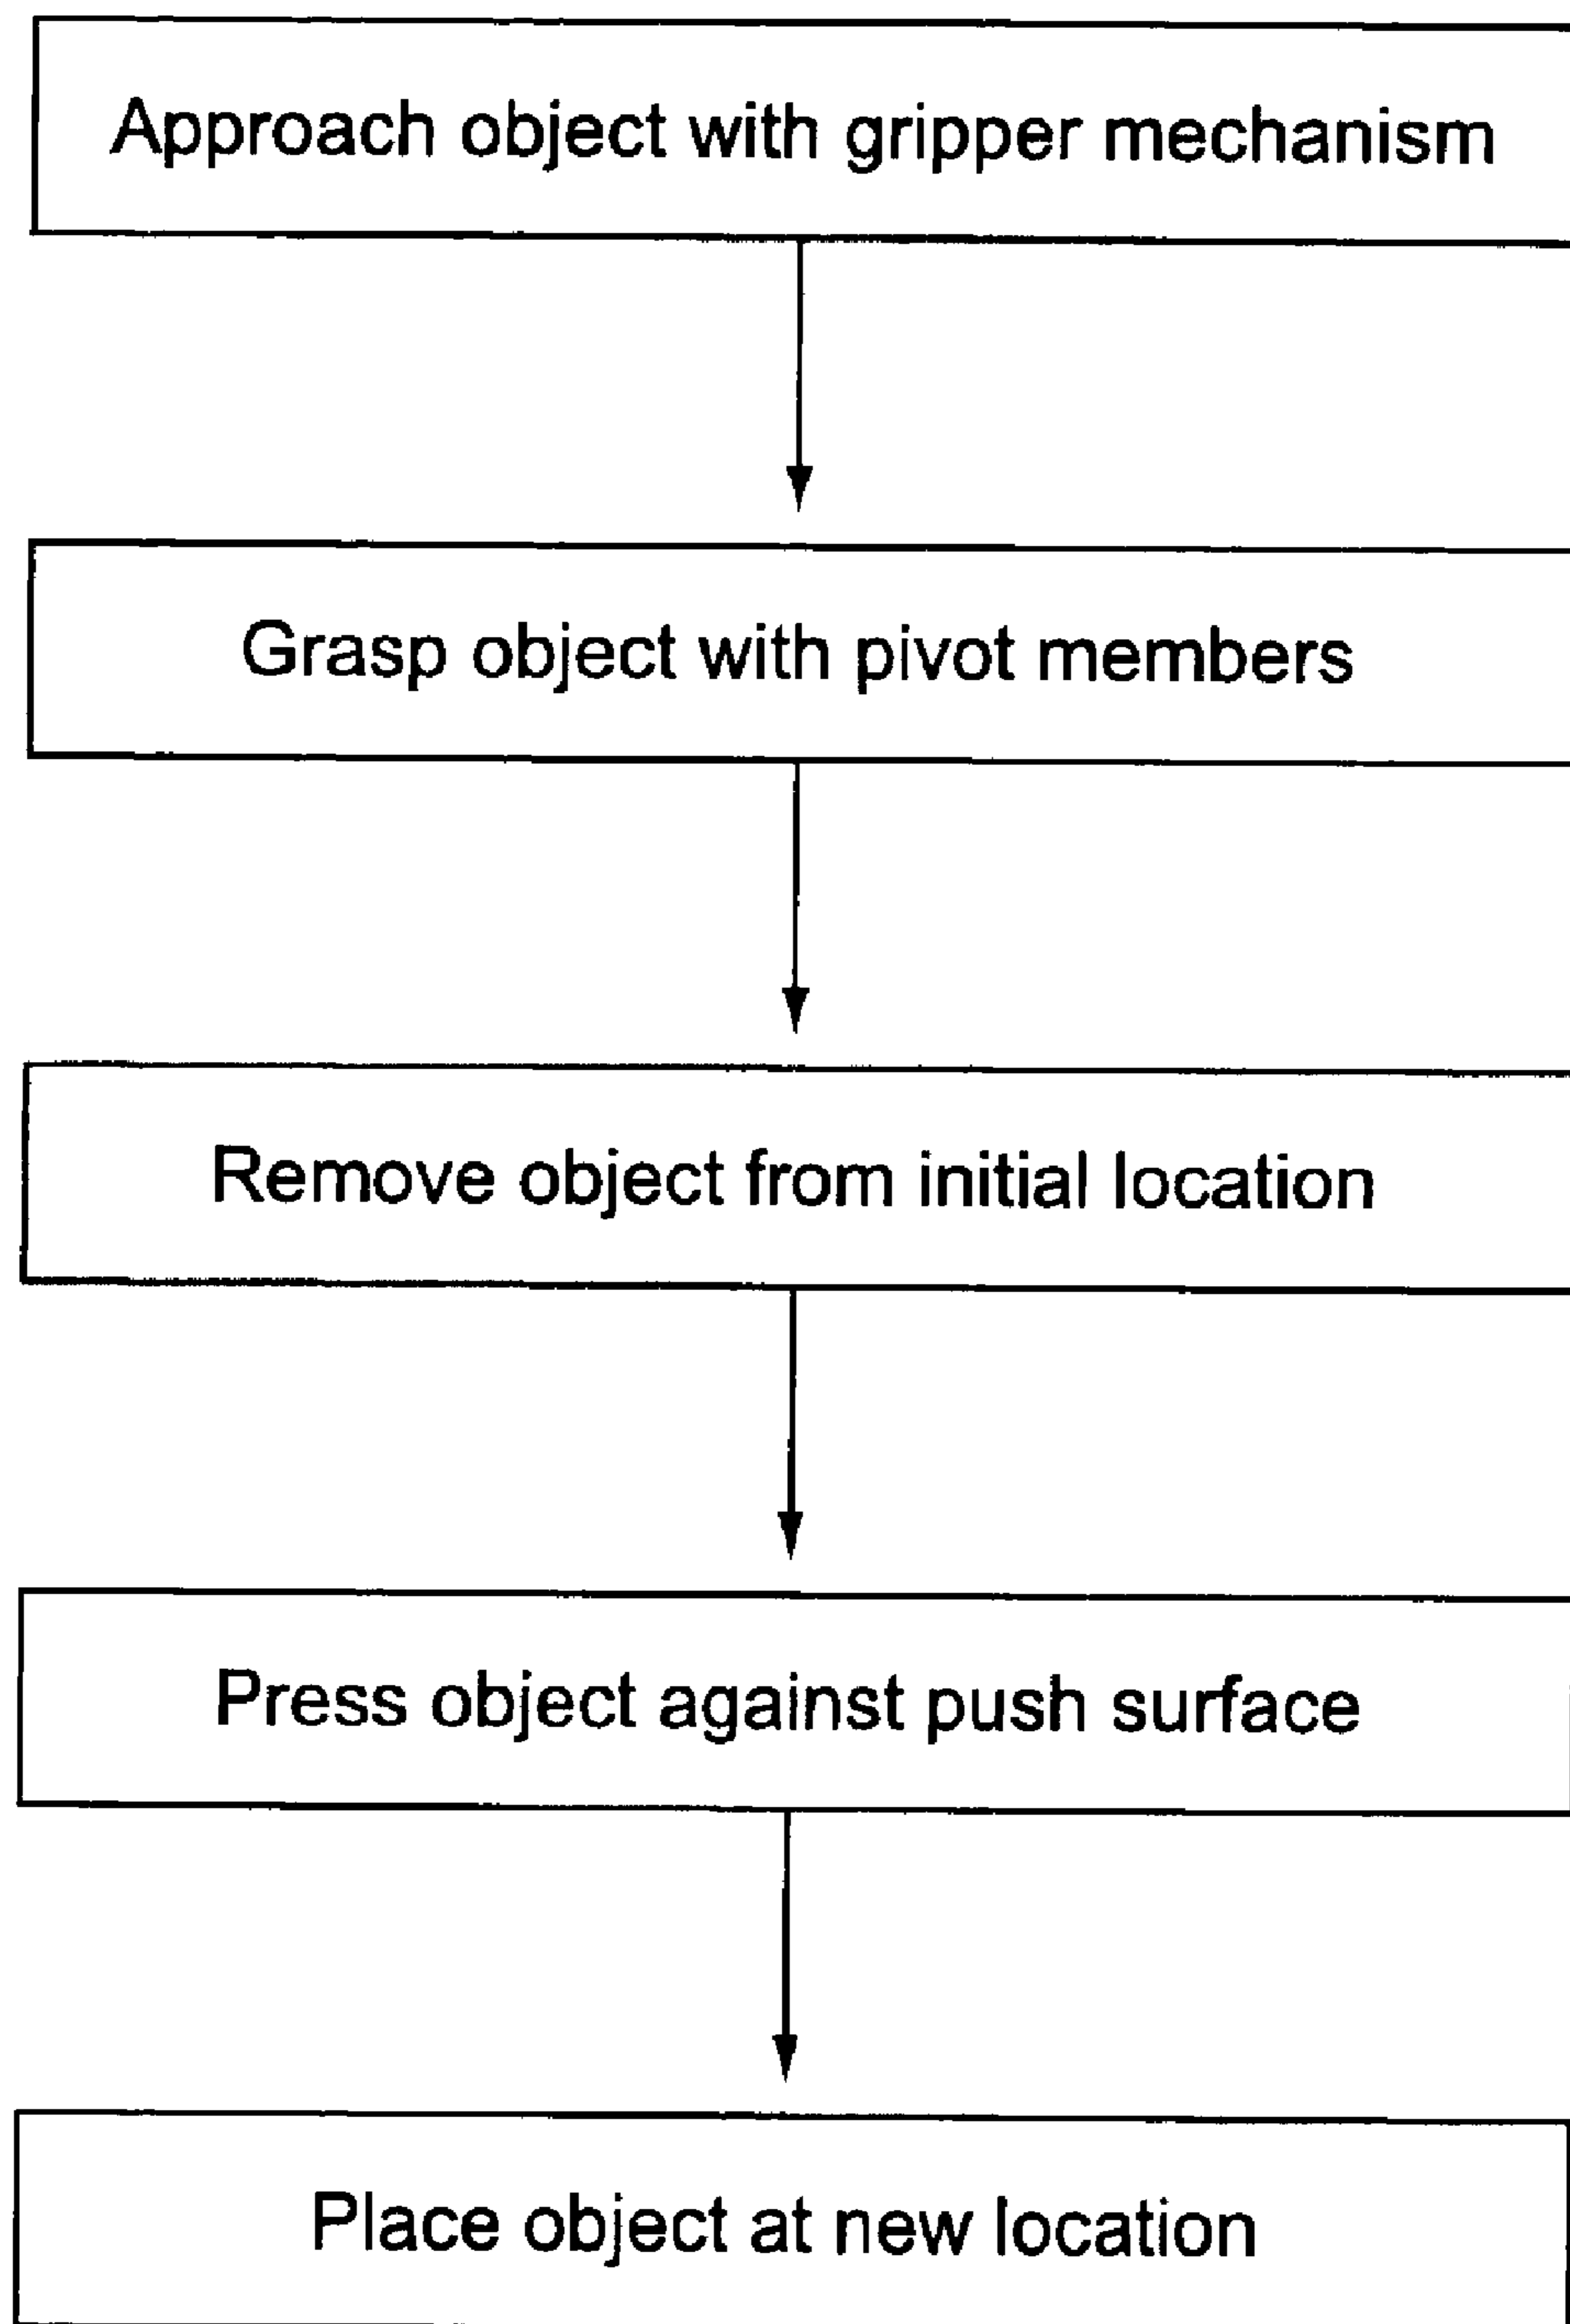 Approach object with gripper mechanism
Grasp object with pivot members
Remove object from initial location
Press object against push surface
Place object at new location